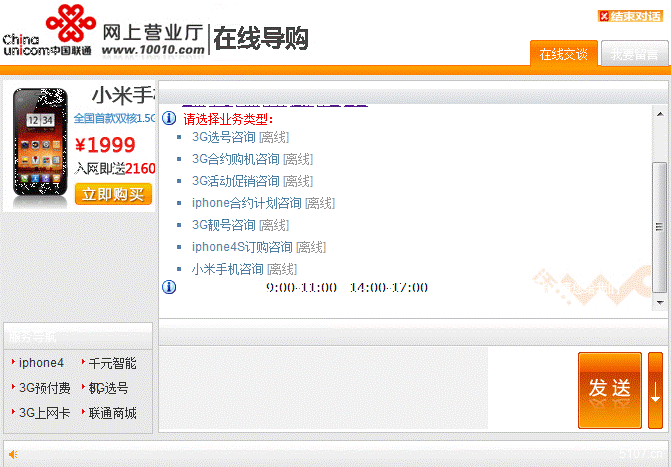 结束对话
China unicom中国联通
网上营业厅
www.10010.com
在线导购
在线交谈
我要留言
小米手
全国首款双核1.5G
¥1999
入网即送2160
立即购买
请选择业务类型：
3G选号咨询 [离线]
3G合约购机咨询 [离线]
3G活动促销咨询 [离线]
iphone合约计划咨询 [离线]
3G靓号咨询 [离线]
iphone4S订购咨询 [离线]
小米手机咨询 [离线]
9:00-11:00 14:00-17:00
服务导航
iphone4
千元智能
3G预付费
3G选号
3G上网卡
联通商城
发送
5107.cn